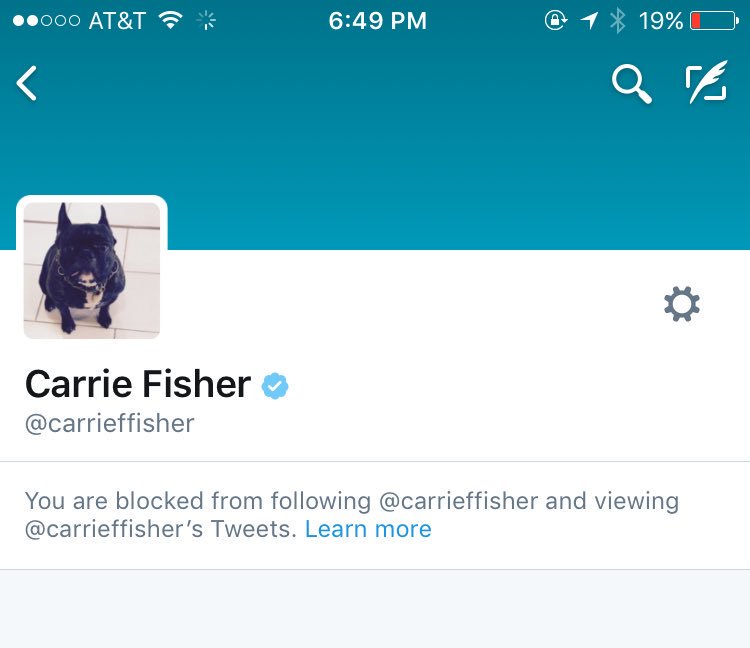 AT&T 6:49 PM 19%
Carrie Fisher
@carrieffisher
You are blocked from following @carrieffisher and viewing
@carrieffisher’s Tweets. Learn more